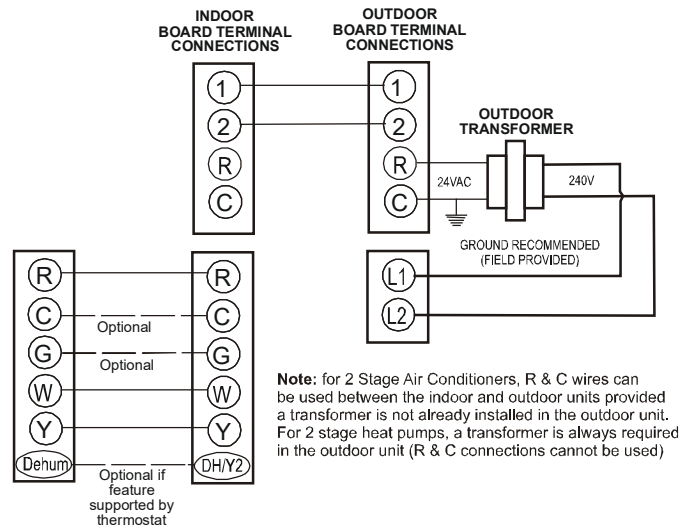 INDOOR
BOARD TERMINAL
CONNECTIONS
OUTDOOR
BOARD TERMINAL
CONNECTIONS
1
2
R
C
1
2
R
C
OUTDOOR
TRANSFORMER
24VAC
240V
GROUND RECOMMENDED
(FIELD PROVIDED)
L1
L2
R
C
G
W
Y
Dehum
Optional
Optional
Optional if
feature
supported by
thermostat
R
C
G
W
Y
DH/Y2
Note: for 2 Stage Air Conditioners, R & C wires can
be used between the indoor and outdoor units provided
a transformer is not already installed in the outdoor unit.
For 2 stage heat pumps, a transformer is always required
in the outdoor unit (R & C connections cannot be used)